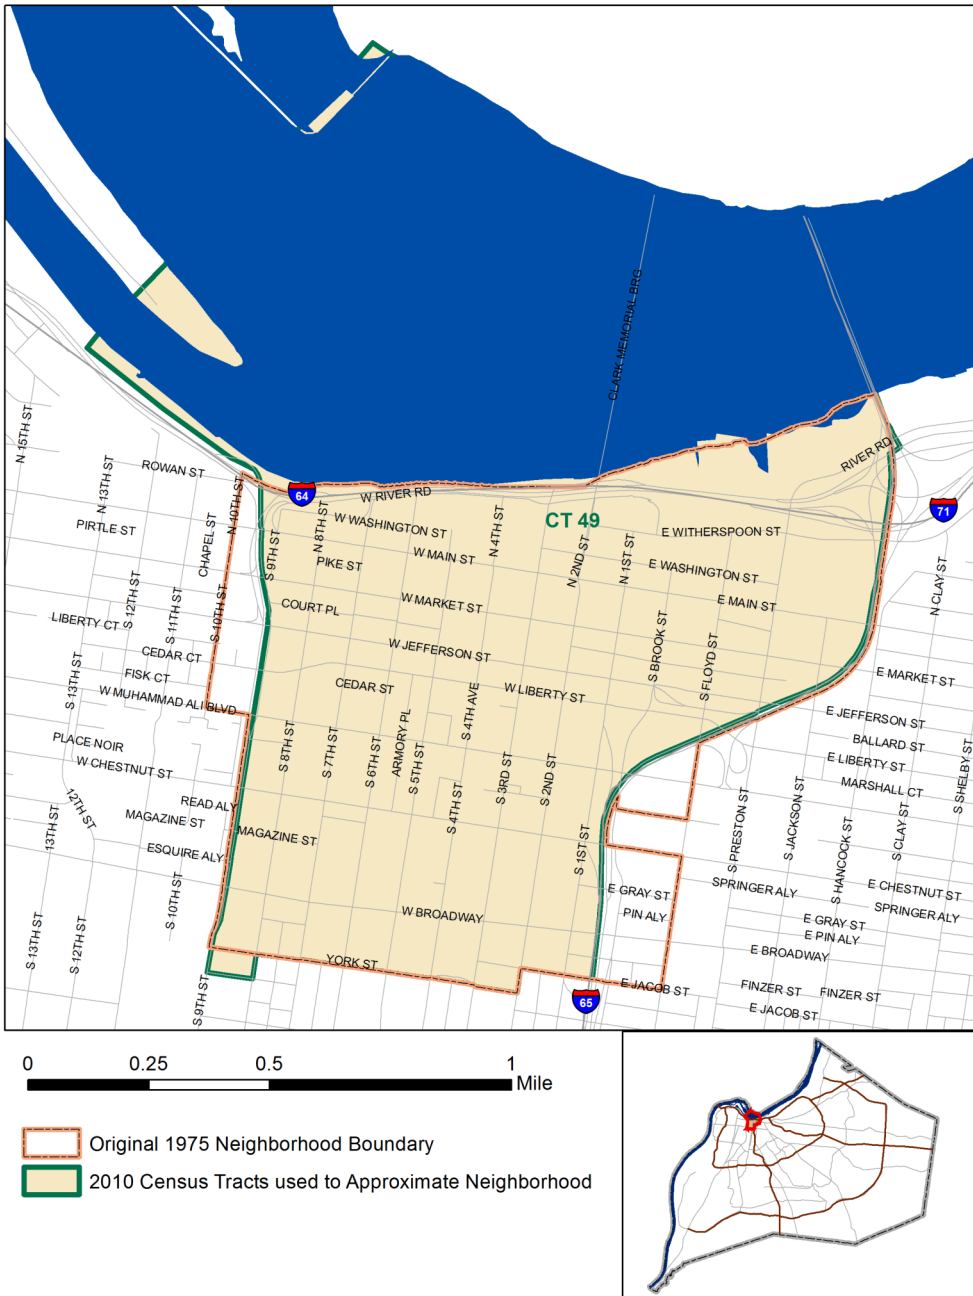 CLARK MEMORIAL BRG
N 15TH ST
ROWAN ST
N 13TH ST
N 10TH ST
64
W RIVER RD
RIVER RD
71
PIRTLE ST
CHAPEL ST
S 9TH ST
N 8TH ST
W WASHINGTON ST
W MAIN ST
N 4TH ST
CT 49
N 2ND ST
N 1ST ST
E WITHERSPOON ST
E WASHINGTON ST
E MAIN ST
N CLAY ST
PIKE ST
COURT PL
W MARKET ST
W JEFFERSON ST
LIBERTY CT
S 12TH ST
S 11TH ST
S 10TH ST
CEDAR CT
FISK CT
S 13TH ST
W MUHAMMAD ALI BLVD
CEDAR ST
W LIBERTY ST
S BROOK ST
S FLOYD ST
E MARKET ST
E JEFFERSON ST
BALLARD ST
E LIBERTY ST
MARSHALL CT
S SHELBY ST
PLACE NOIR
W CHESTNUT ST
S 8TH ST
S 7TH ST
S 6TH ST
ARMORY PL
S 5TH ST
S 4TH AVE
S 4TH ST
S 3RD ST
S 2ND ST
S 1ST ST
12TH ST
13TH ST
READ ALY
MAGAZINE ST
MAGAZINE ST
ESQUIRE ALY
S 10TH ST
S PRESTON ST
S JACKSON ST
S HANCOCK ST
S CLAY ST
E GRAY ST
PIN ALY
SPRINGER ALY
E CHESTNUT ST
SPRINGER ALY
E GRAY ST
E PIN ALY
E BROADWAY
W BROADWAY
YORK ST
S 13TH ST
S 12TH ST
S 9TH ST
65
E JACOB ST
FINZER ST
FINZER ST
E JACOB ST
0 0.25 0.5 1
Mile
Original 1975 Neighborhood Boundary
2010 Census Tracts used to Approximate Neighborhood